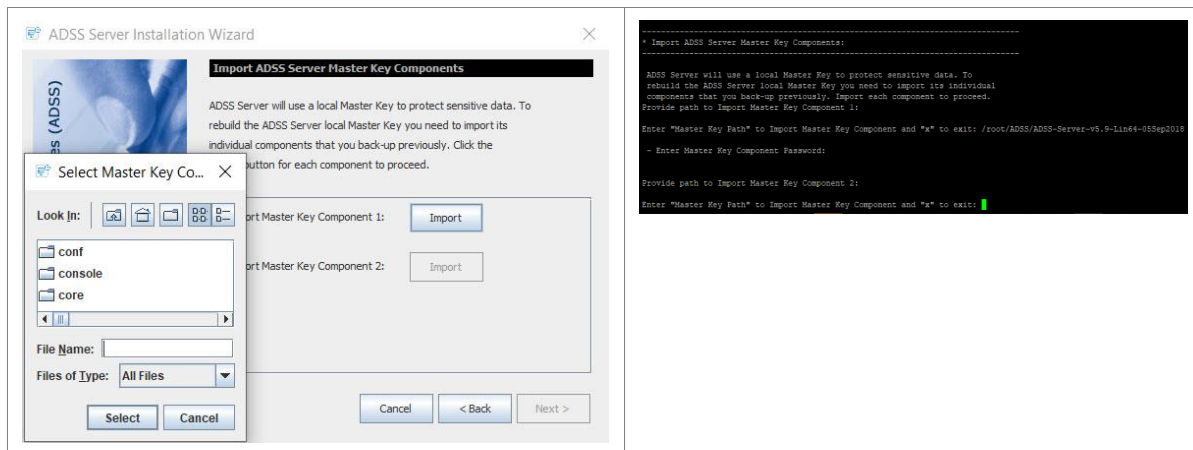 ADSS Server Installation Wizard
Import ADSS Server Master Key Components
es (ADSS)
ADSS Server will use a local Master Key to protect sensitive data. To
rebuild the ADSS Server local Master Key you need to import its
individual components that you back-up previously. Click the
button for each component to proceed.
ort Master Key Component 1:
Import
ort Master Key Component 2:
Import
Cancel
< Back
Next >
Select Master Key Co...
Look In:
conf
console
core
File Name:
Files of Type:
All Files
Select
Cancel
* Import ADSS Server Master Key Components:
ADSS Server will use a local Master Key to protect sensitive data. To
rebuild the ADSS Server local Master Key you need to import its individual
components that you back-up previously. Import each component to proceed.
Provide path to Import Master Key Component 1:
Enter "Master Key Path" to Import Master Key Component and "x" to exit: /root/ADSS/ADSS-Server-v5.9-Lin64-05Sep2018
- Enter Master Key Component Password:
Provide path to Import Master Key Component 2:
Enter "Master Key Path" to Import Master Key Component and "x" to exit: